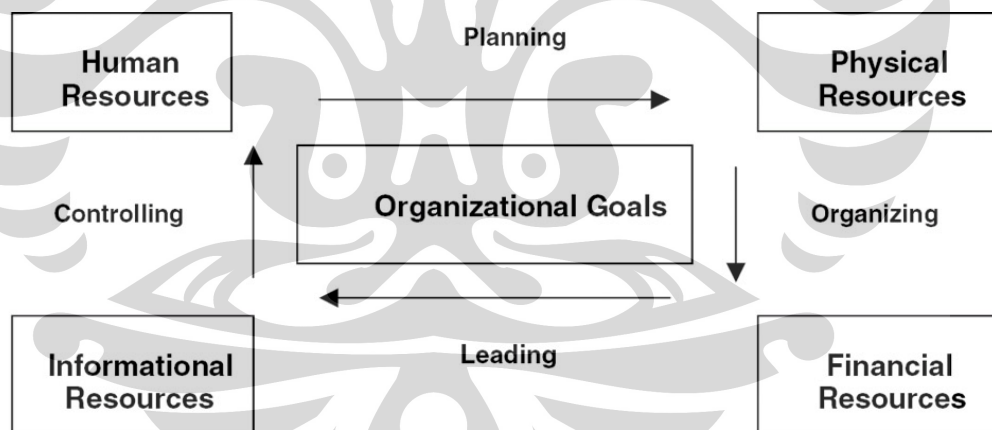 Planning
Human
Resources
Physical
Resources
Controlling
Organizational Goals
Organizing
Leading
Informational
Resources
Financial
Resources